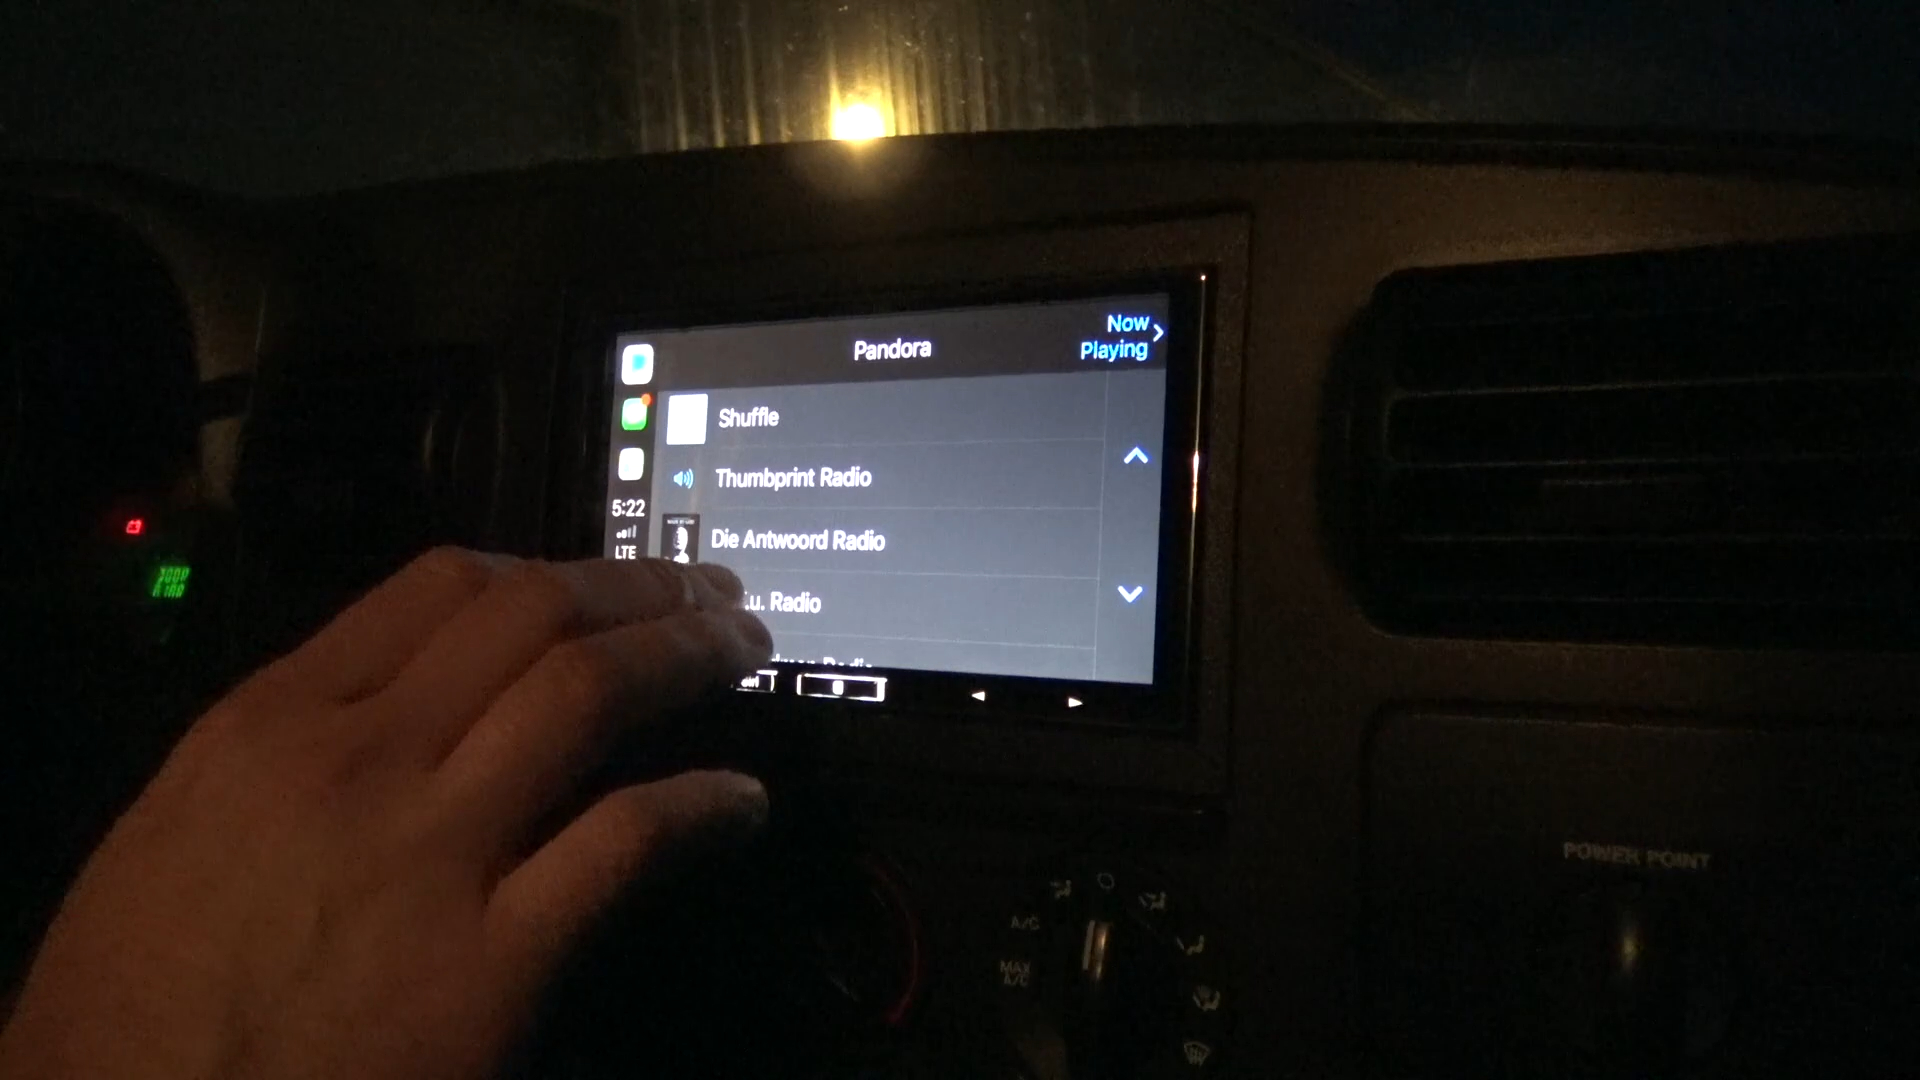 Now
Playing
Pandora
Shuffle
Thumbprint Radio
5:22
LTE
Die Antwoord Radio
.u. Radio
POWER POINT
A/C
MAX
A/C